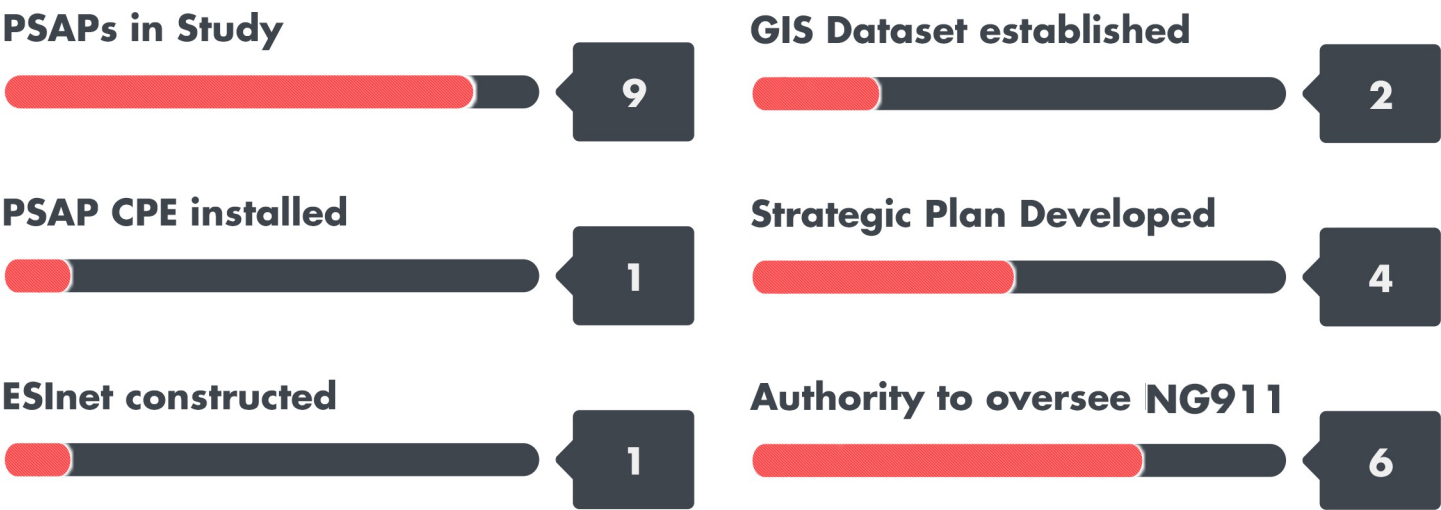 PSAPs in Study
9
GIS Dataset established
2
PSAP CPE installed
1
Strategic Plan Developed
4
ESInet constructed
1
Authority to oversee NG911
6